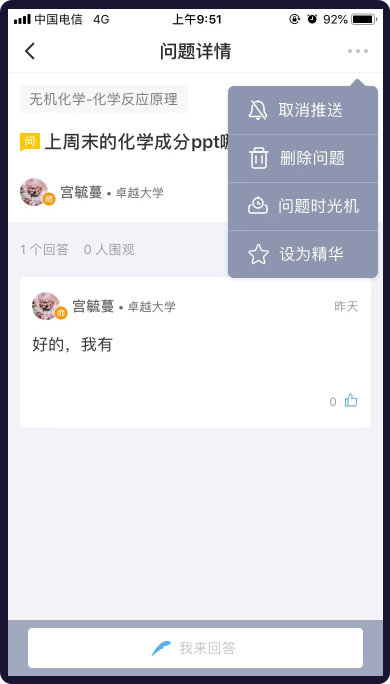 中国电信 4G 上午9:51 92%
问题详情
无机化学-化学反应原理
取消推送
问 上周末的化学成分ppt
删除问题
宫毓蔓 • 卓越大学
师
问题时光机
1 个回答 0 人围观
设为精华
宫毓蔓 • 卓越大学 昨天
师
好的，我有
0
我来回答